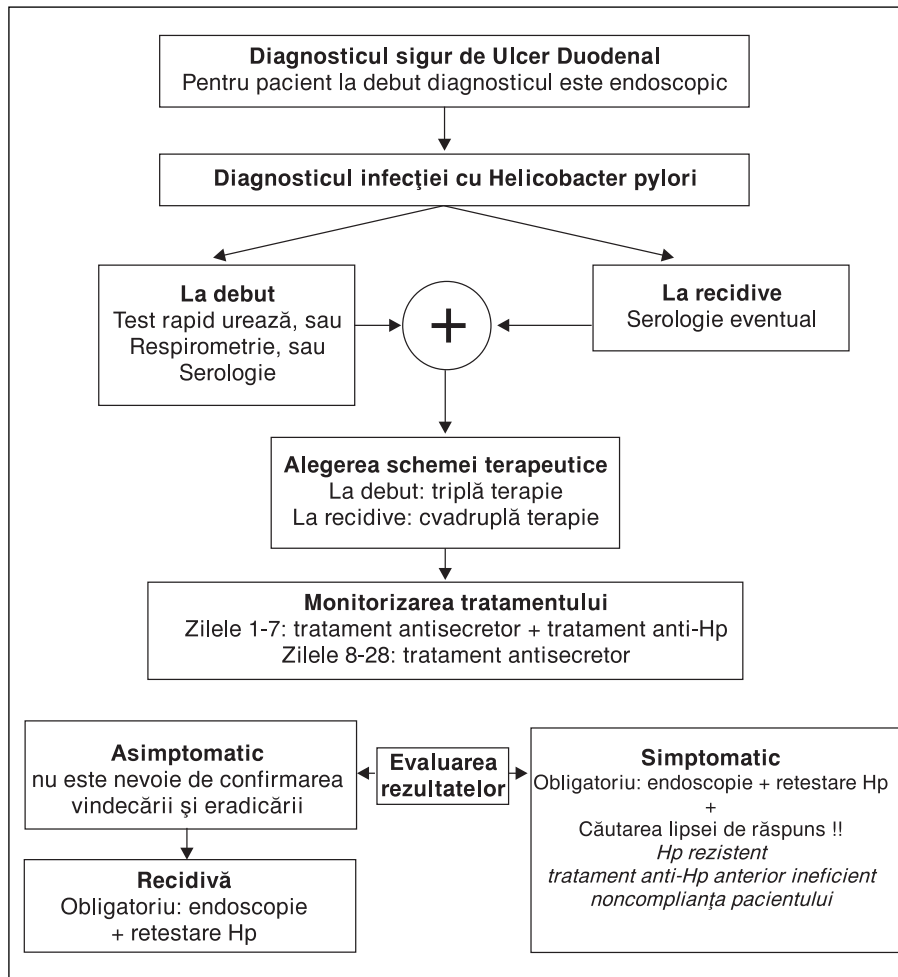 Diagnosticul sigur de Ulcer Duodenal
Pentru pacient la debut diagnosticul este endoscopic
Diagnosticul infecţiei cu Helicobacter pylori
La debut
Test rapid urează, sau
Respirometrie, sau
Serologie
+
La recidive
Serologie eventual
Alegerea schemei terapeutice
La debut: triplă terapie
La recidive: cvadruplă terapie
Monitorizarea tratamentului
Zilele 1-7: tratament antisecretor + tratament anti-Hp
Zilele 8-28: tratament antisecretor
Evaluarea
rezultatelor
Asimptomatic
nu este nevoie de confirmarea
vindecării şi eradicării
Recidivă
Obligatoriu: endoscopie
+ retestare Hp
Simptomatic
Obligatoriu: endoscopie + retestare Hp
+
Căutarea lipsei de răspuns !!
Hp rezistent
tratament anti-Hp anterior ineficient
noncomplianţa pacientului